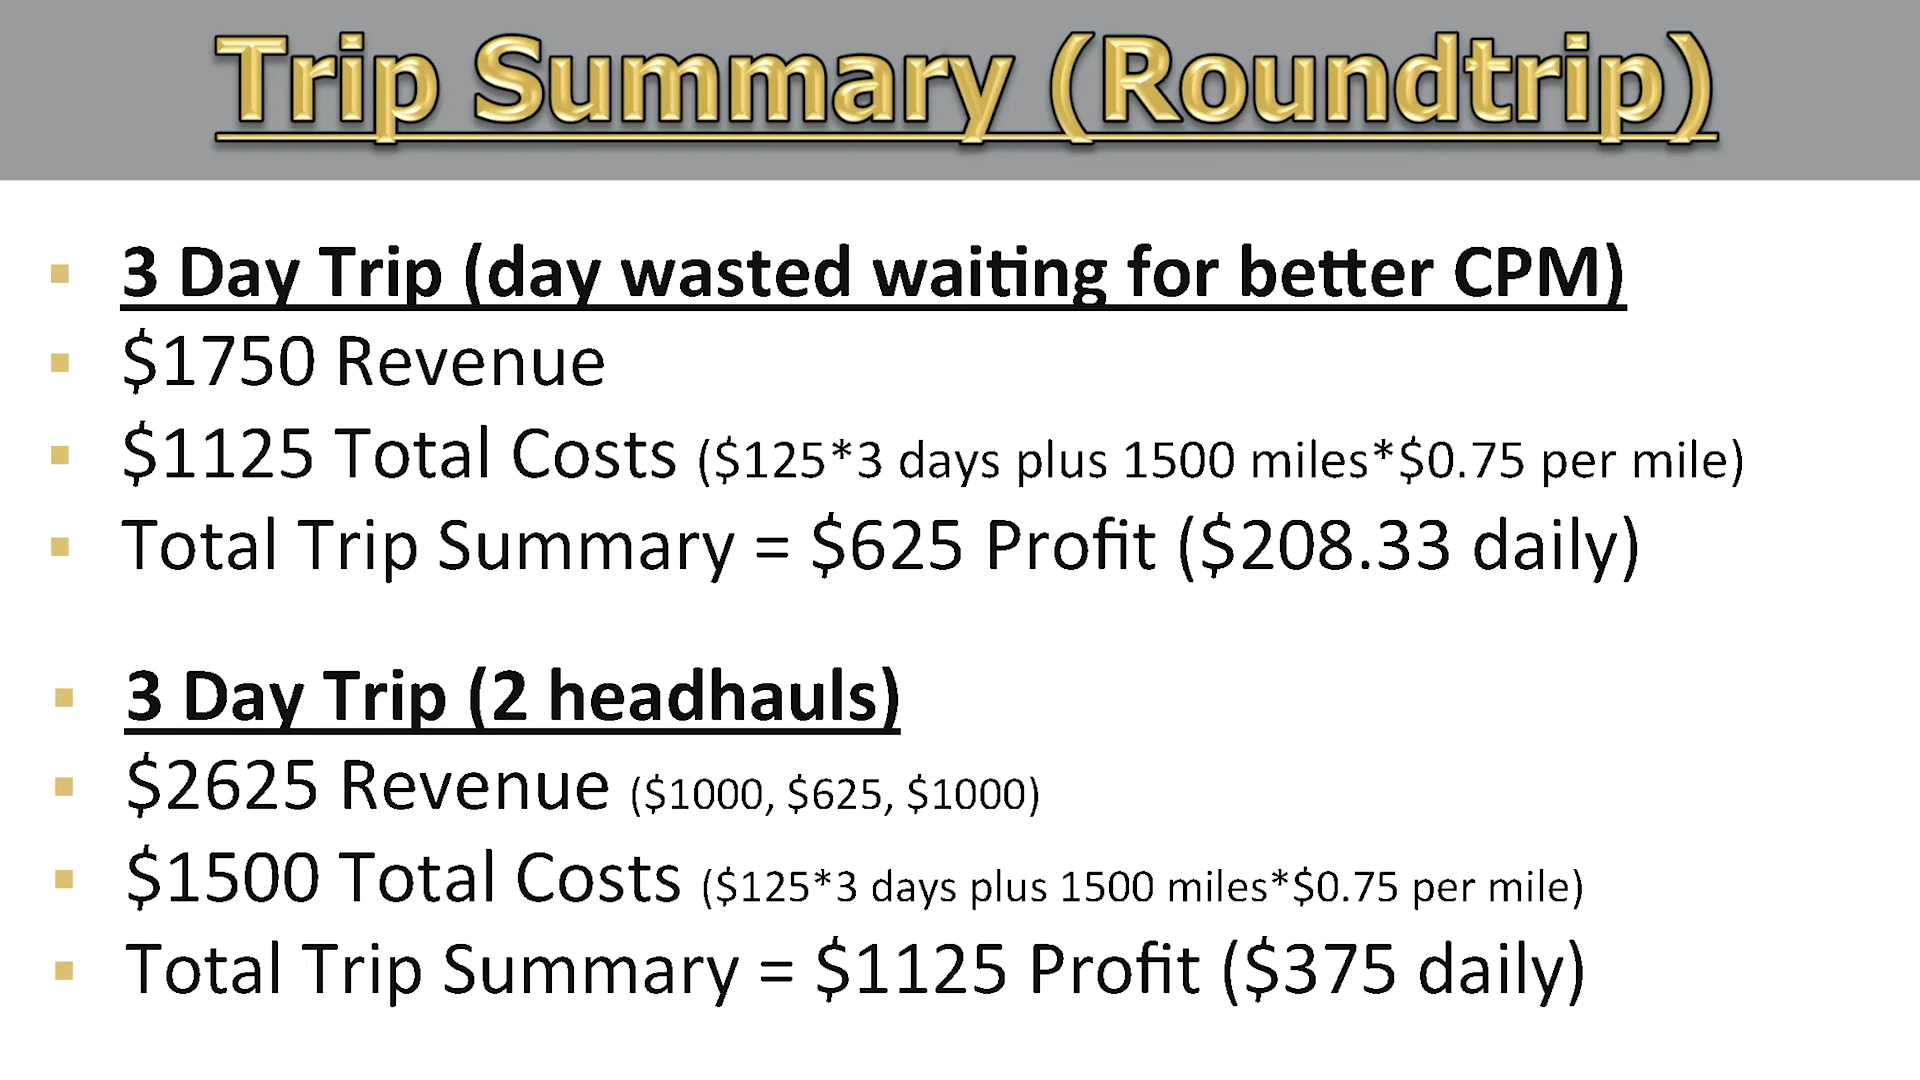 Trip Summary (Roundtrip)
3 Day Trip (day wasted waiting for better CPM)
$1750 Revenue
$1125 Total Costs ($125*3 days plus 1500 miles*$0.75 per mile)
Total Trip Summary = $625 Profit ($208.33 daily)
3 Day Trip (2 headhauls)
$2625 Revenue ($1000, $625, $1000)
$1500 Total Costs ($125*3 days plus 1500 miles*$0.75 per mile)
Total Trip Summary = $1125 Profit ($375 daily)